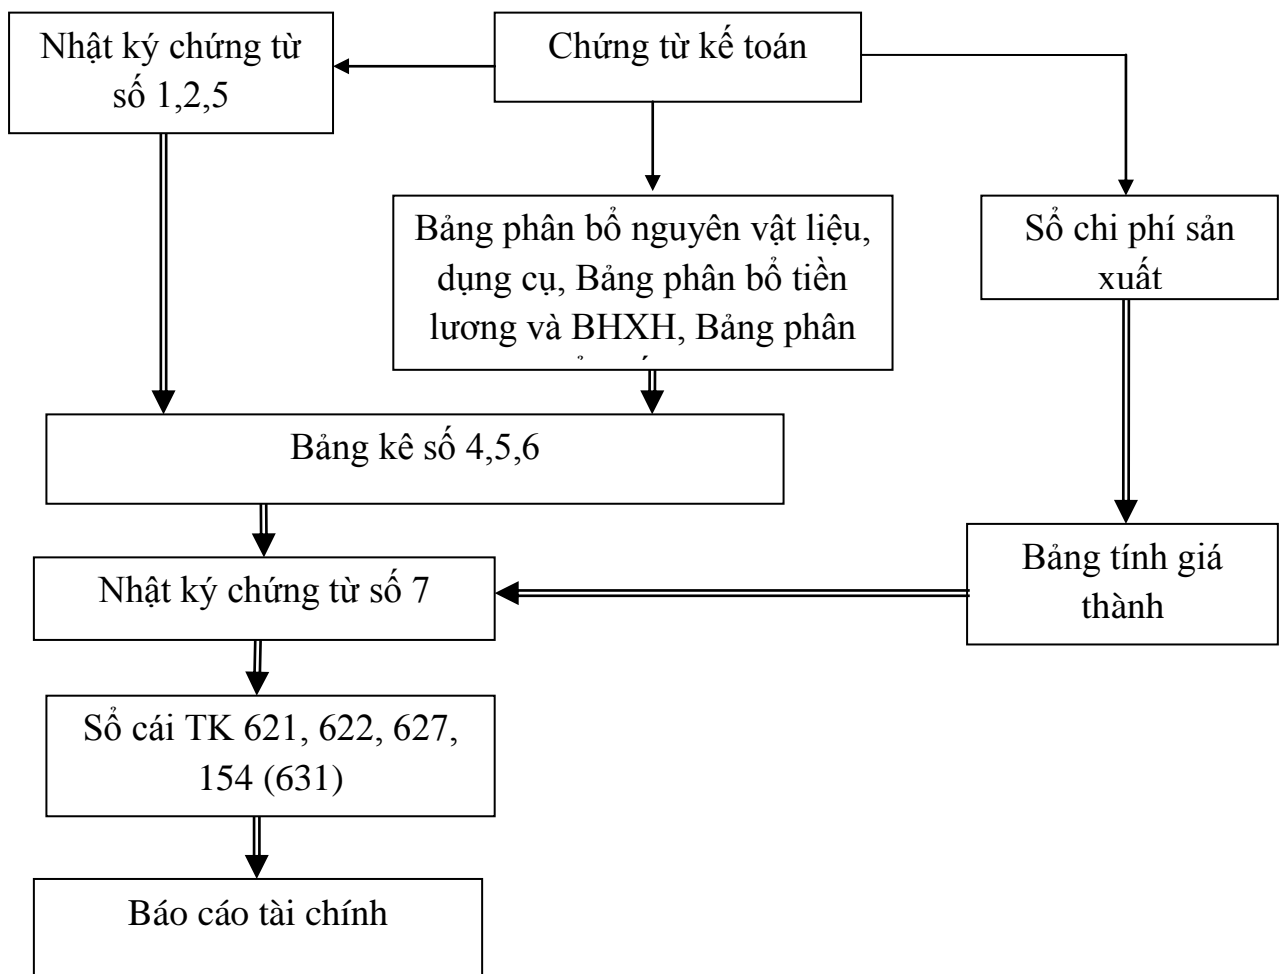 Nhật ký chứng từ
số 1,2,5
Chứng từ kế toán
Bảng phân bổ nguyên vật liệu,
dụng cụ, Bảng phân bổ tiền
lương và BHXH, Bảng phân
Sổ chi phí sản
xuất
Bảng kê số 4,5,6
Nhật ký chứng từ số 7
Bảng tính giá
thành
Sổ cái TK 621, 622, 627,
154 (631)
Báo cáo tài chính